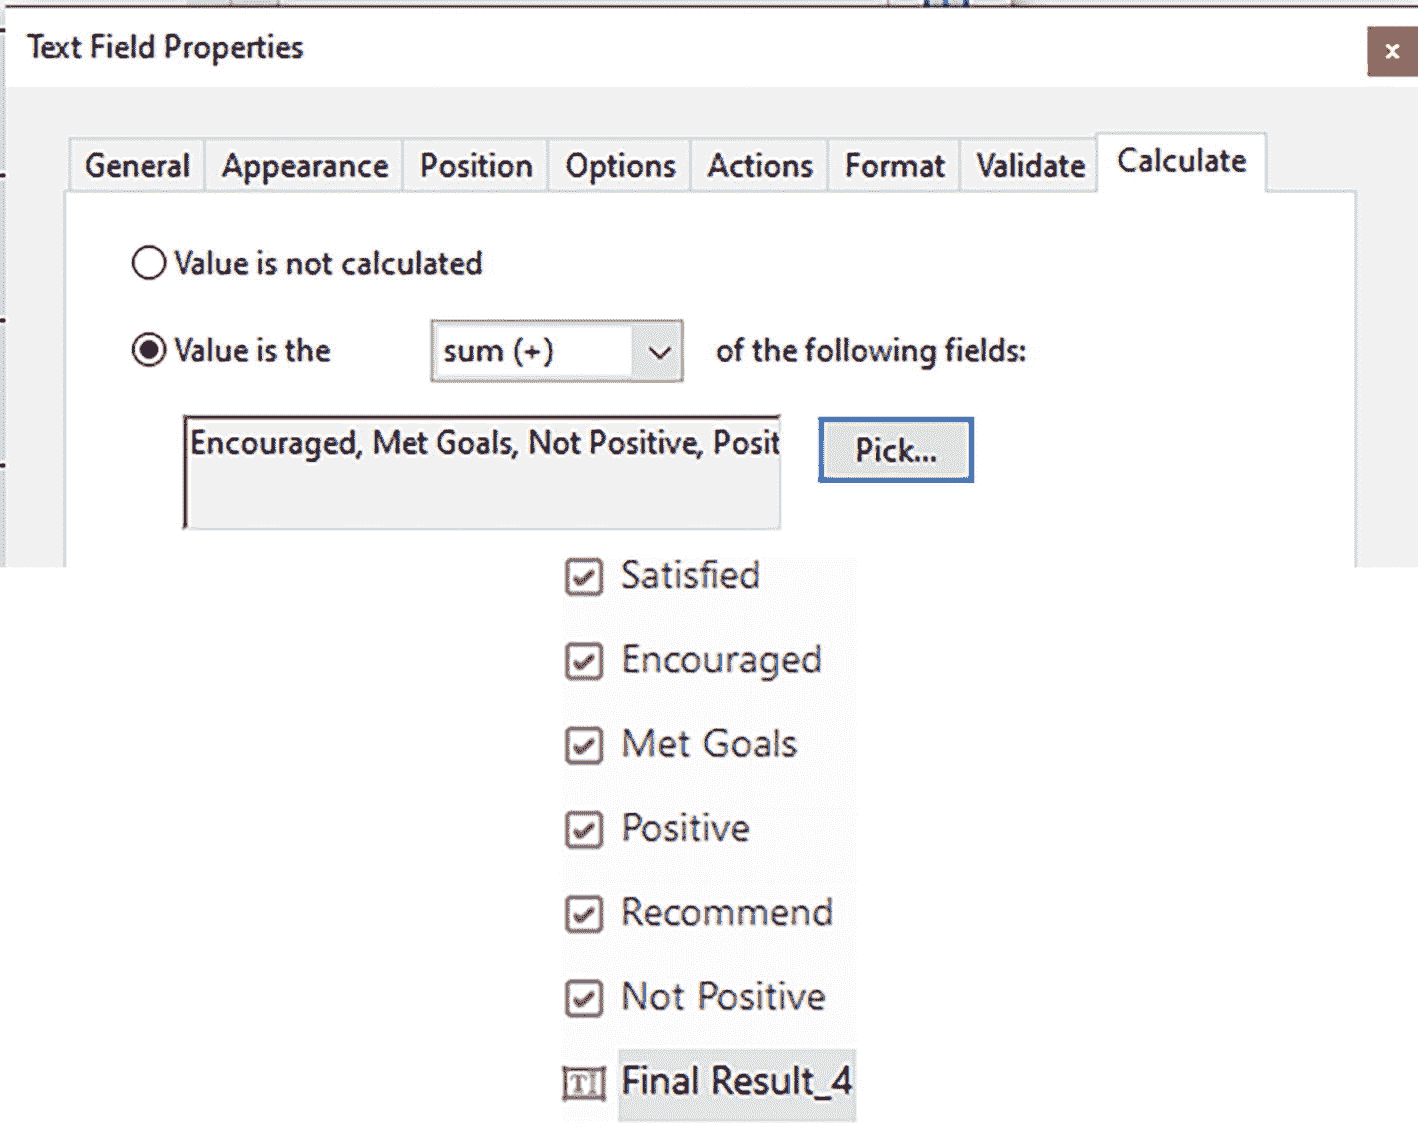 Text Field Properties
x
General Appearance Position Options Actions Format Validate Calculate
Value is not calculated
Value is the sum (+) of the following fields:
Encouraged, Met Goals, Not Positive, Posit
Pick...
Satisfied
Encouraged
Met Goals
Positive
Recommend
Not Positive
TI Final Result_4